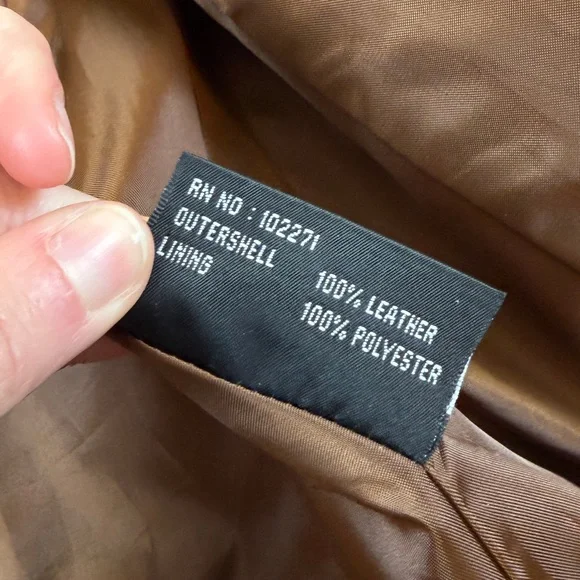 RN NO : 102271
OUTERSHELL 100% LEATHER
LINING 100% POLYESTER